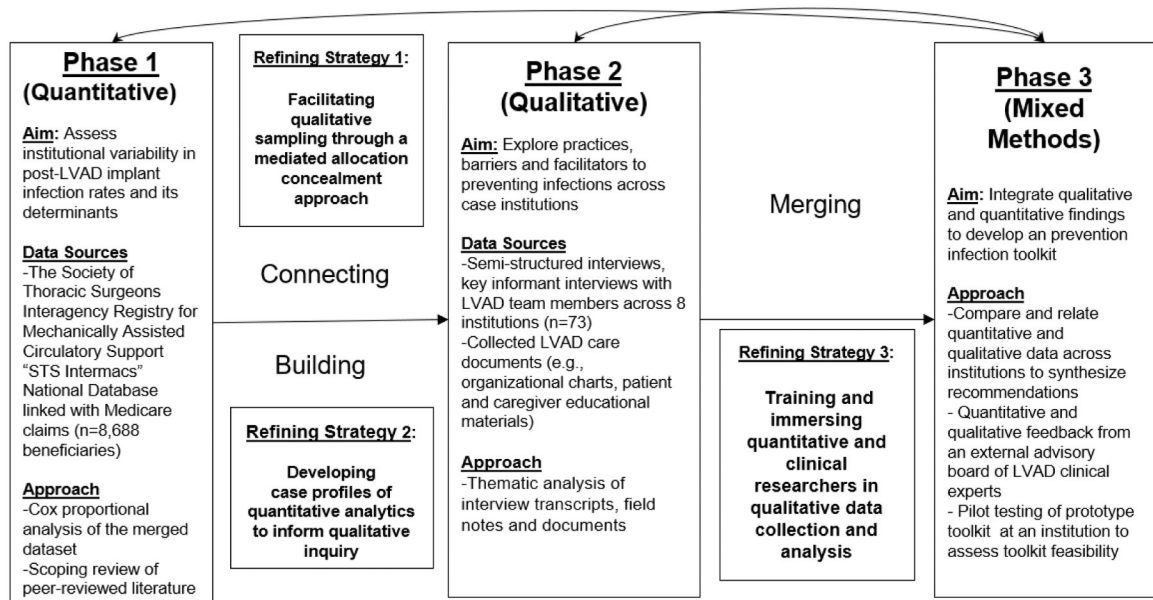 Phase 1
(Quantitative)
Aim: Assess
institutional variability in
post-LVAD implant
infection rates and its
determinants
Data Sources
-The Society of
Thoracic Surgeons
Interagency Registry for
Mechanically Assisted
Circulatory Support
“STS Intermacs”
National Database
linked with Medicare
claims (n=8,688
beneficiaries)
Approach
-Cox proportional
analysis of the merged
dataset
-Scoping review of
peer-reviewed literature
Refining Strategy 1:
Facilitating
qualitative
sampling through a
mediated allocation
concealment
approach
Connecting
Building
Refining Strategy 2:
Developing
case profiles of
quantitative analytics
to inform qualitative
inquiry
Phase 2
(Qualitative)
Aim: Explore practices,
barriers and facilitators to
preventing infections across
case institutions
Data Sources
-Semi-structured interviews,
key informant interviews with
LVAD team members across 8
institutions (n=73)
-Collected LVAD care
documents (e.g.,
organizational charts, patient
and caregiver educational
materials)
Approach
-Thematic analysis of
interview transcripts, field
notes and documents
Merging
Refining Strategy 3:
Training and
immersing
quantitative and
clinical
researchers in
qualitative data
collection and
analysis
Phase 3
(Mixed
Methods)
Aim: Integrate qualitative
and quantitative findings
to develop an prevention
infection toolkit
Approach
-Compare and relate
quantitative and
qualitative data across
institutions to synthesize
recommendations
- Quantitative and
qualitative feedback from
an external advisory
board of LVAD clinical
experts
- Pilot testing of prototype
toolkit at an institution to
assess toolkit feasibility